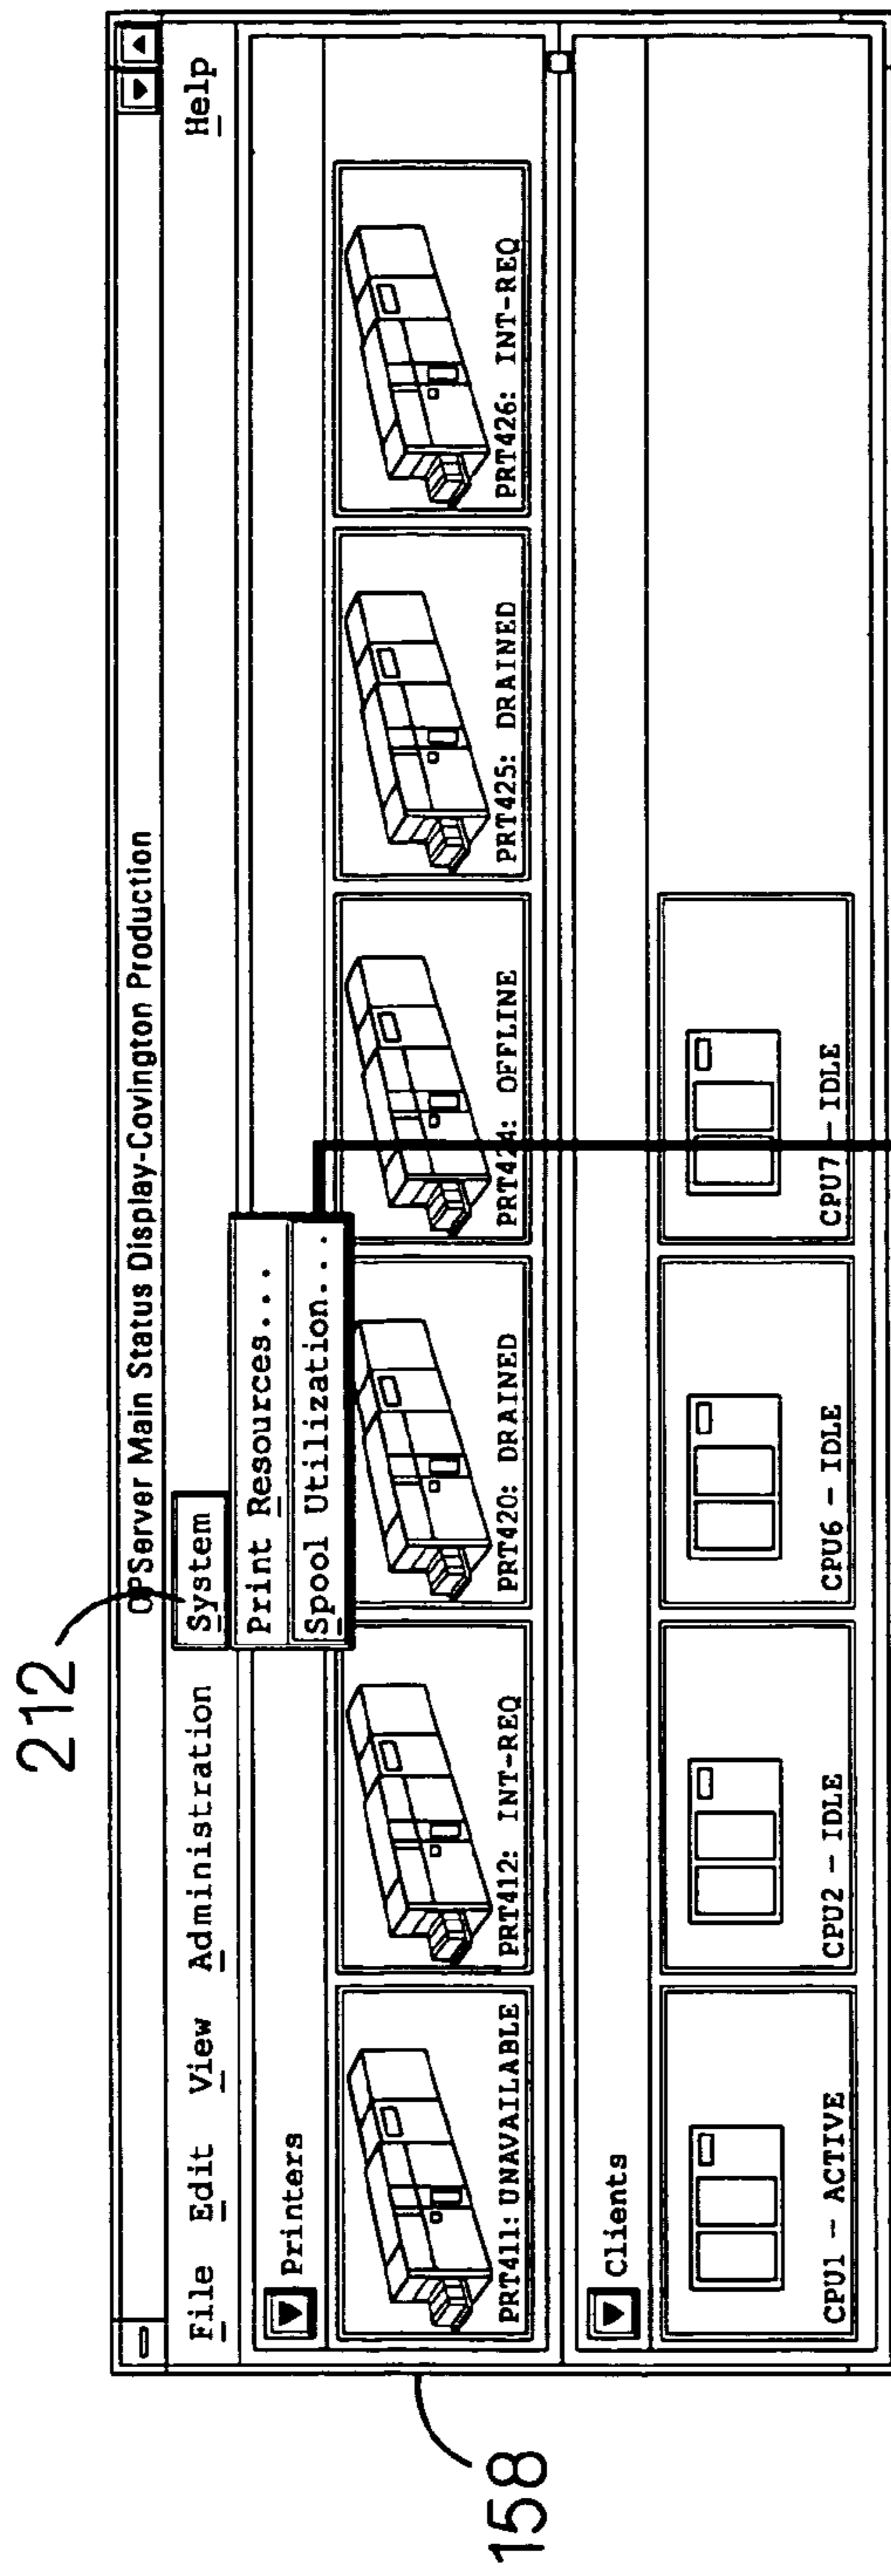 212
OPServer Main Status Display-Covington Production
File Edit View Administration System Help
Print Resources...
Spool Utilization...
Printers
PRT411: UNAVAILABLE
PRT412: INT-REQ
PRT420: DRAINED
PRT424: OFFLINE
PRT425: DRAINED
PRT426: INT-REQ
158
Clients
CPU1 - ACTIVE
CPU2 - IDLE
CPU6 - IDLE
CPU7 - IDLE